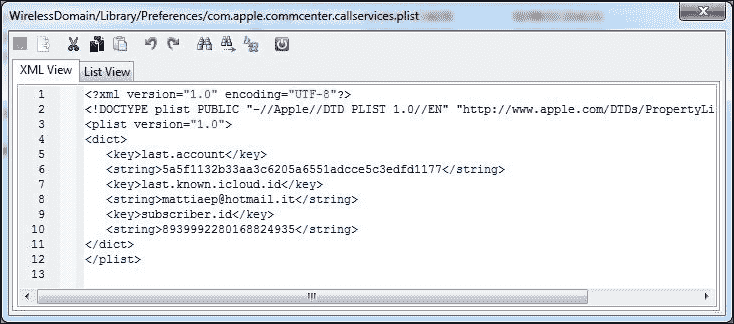 WirelessDomain/Library/Preferences/com.apple.commcenter.callservices.plist
XML View List View
1 <?xml version="1.0" encoding="UTF-8"?>
2 <!DOCTYPE plist PUBLIC "-//Apple//DTD PLIST 1.0//EN" "http://www.apple.com/DTDs/PropertyLi
3 <plist version="1.0">
4 <dict>
5 <key>last.account</key>
6 <string>5a5f1132b33aa3c6205a6551adcce5c3edfd1177</string>
7 <key>last.known.icloud.id</key>
8 <string>mattiaep@hotmail.it</string>
9 <key>subscriber.id</key>
10 <string>8939992280168824935</string>
11 </dict>
12 </plist>
13